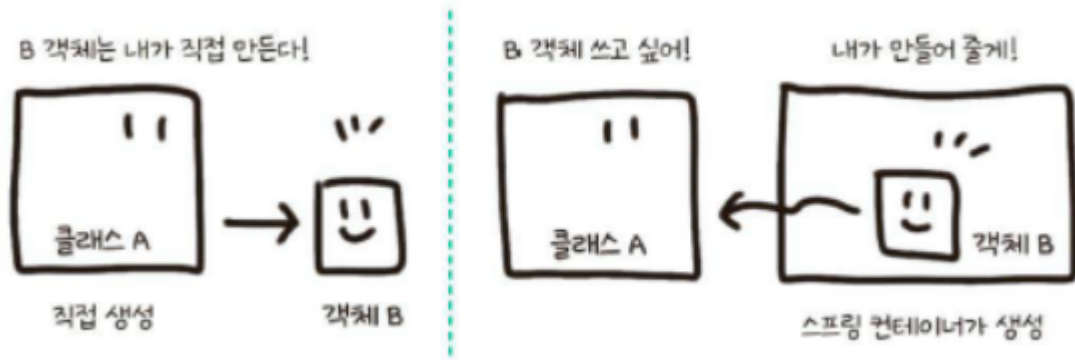 B 객체는 내가 직접 만든다!
클래스 A
직접 생성
객체 B
B 객체 쓰고 싶어!
내가 만들어 줄게!
클래스 A
객체 B
스프링 컨테이너가 생성